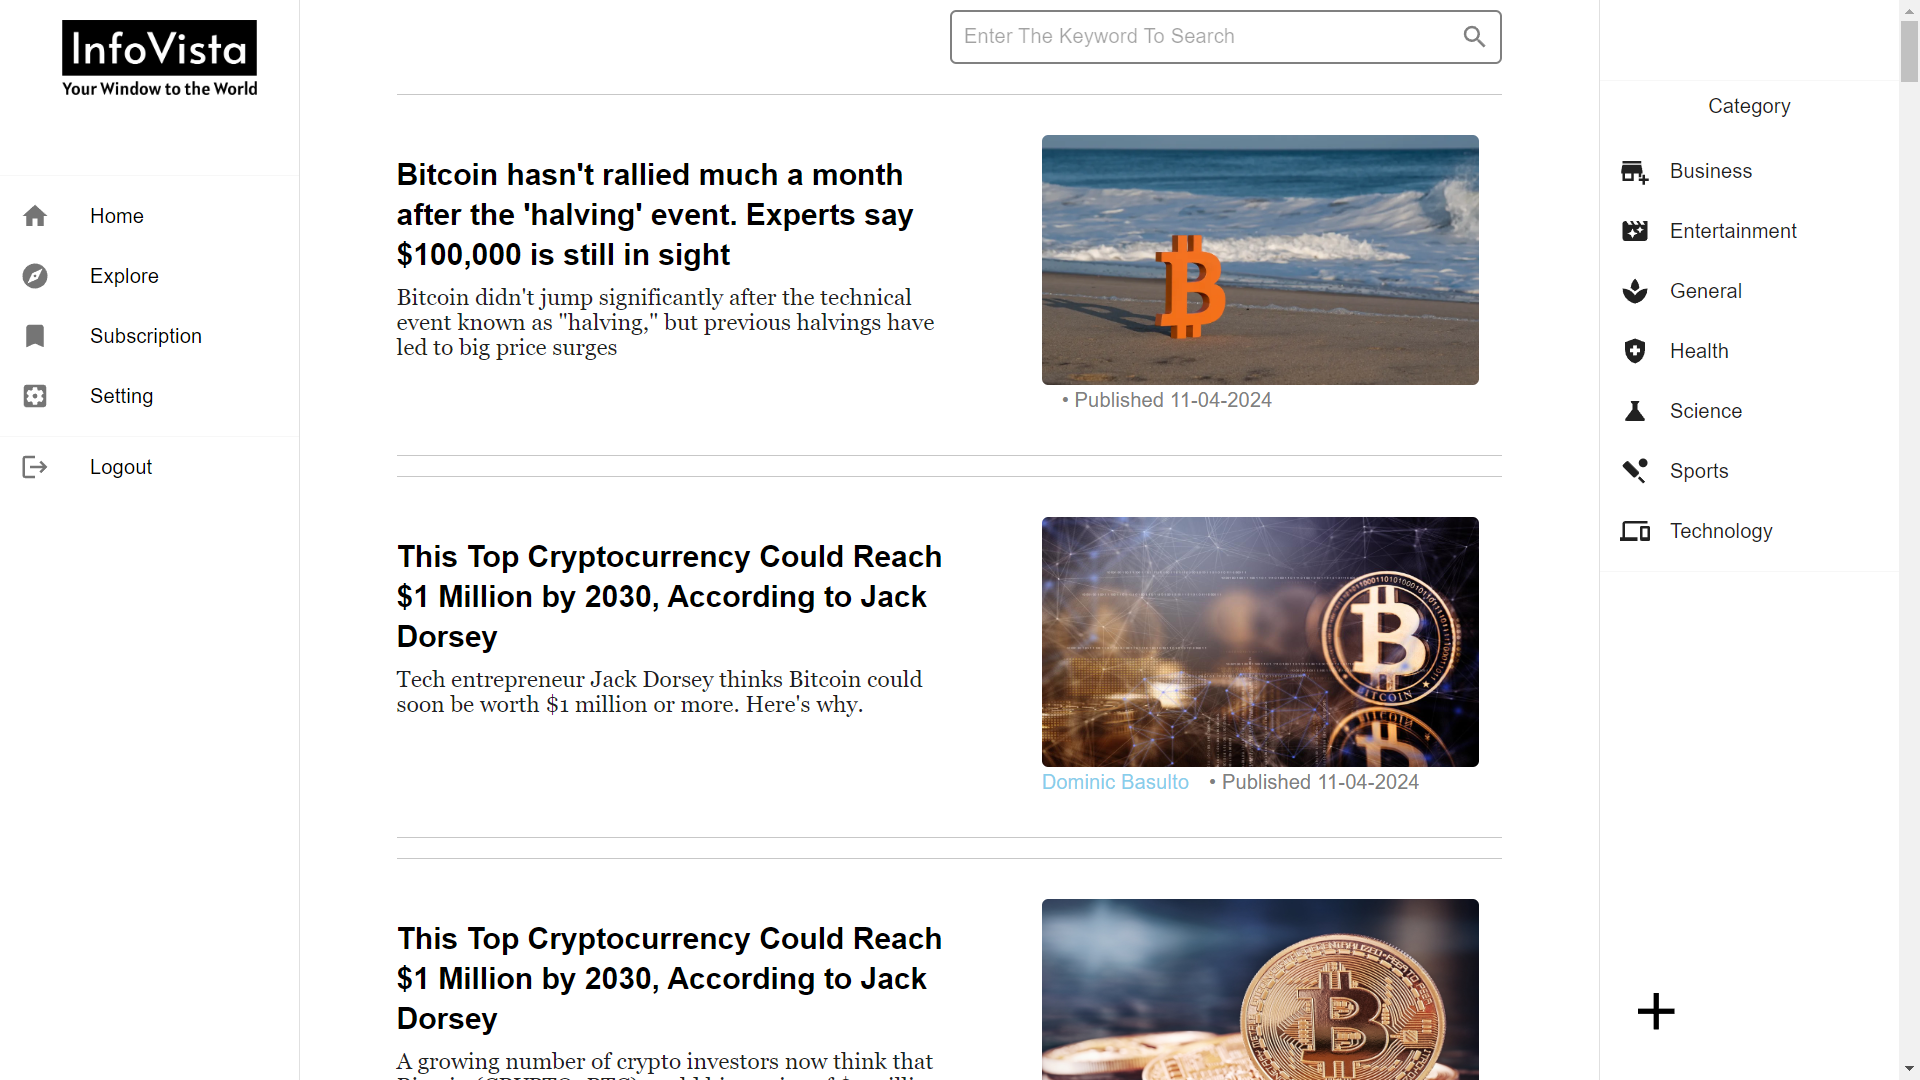 InfoVista
Your Window to the World
Home
Explore
Subscription
Setting
Logout
Enter The Keyword To Search
Bitcoin hasn't rallied much a month
after the 'halving' event. Experts say
$100,000 is still in sight
Bitcoin didn't jump significantly after the technical
event known as "halving," but previous halvings have
led to big price surges
• Published 11-04-2024
This Top Cryptocurrency Could Reach
$1 Million by 2030, According to Jack
Dorsey
Tech entrepreneur Jack Dorsey thinks Bitcoin could
soon be worth $1 million or more. Here's why.
BITCOIN
BITCOIN
Dominic Basulto • Published 11-04-2024
This Top Cryptocurrency Could Reach
$1 Million by 2030, According to Jack
Dorsey
A growing number of crypto investors now think that
Category
Business
Entertainment
General
Health
Science
Sports
Technology